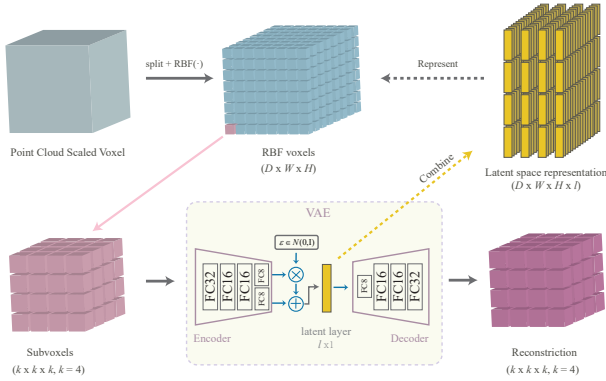 split + RBF(·)
Represent
Point Cloud Scaled Voxel
RBF voxels
(D x W x H)
Latent space representation
(D x W x H x l)
Combine
VAE
ε ∈ N(0,I)
FC32
FC16
FC16
FC8
FC8
FC8
FC16
FC16
FC32
Encoder
latent layer
l x1
Decoder
Subvoxels
(k x k x k, k = 4)
Reconstriction
(k x k x k, k = 4)